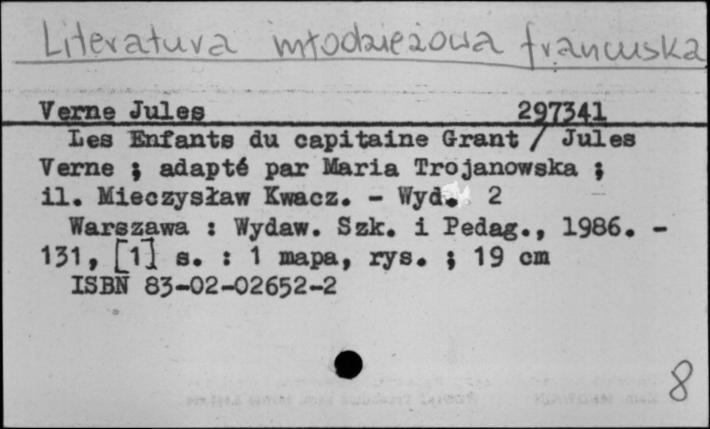 Literatura młodzieżowa francuska
Verne Jules 297341
Les Enfants du capitaine Grant / Jules
Verne ; adapté par Maria Trojanowska ;
il. Mieczysław Kwacz. - Wyd. 2
Warszawa : Wydaw. Szk. i Pedag., 1986. -
131, [1] s. : 1 mapa, rys. ; 19 cm
ISBN 83-02-02652-2
8